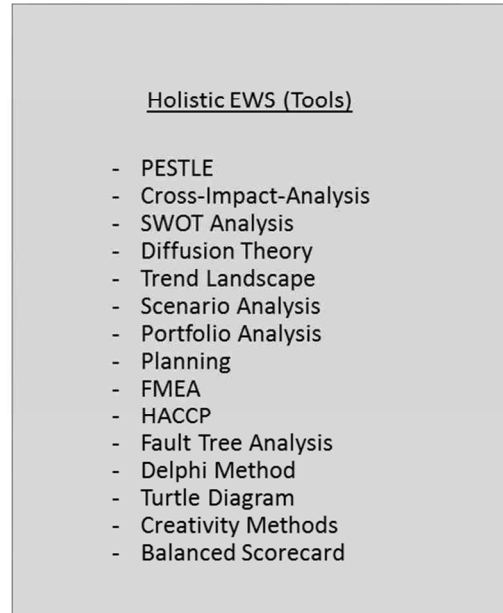 Holistic EWS (Tools)
- PESTLE
- Cross-Impact-Analysis
- SWOT Analysis
- Diffusion Theory
- Trend Landscape
- Scenario Analysis
- Portfolio Analysis
- Planning
- FMEA
- HACCP
- Fault Tree Analysis
- Delphi Method
- Turtle Diagram
- Creativity Methods
- Balanced Scorecard